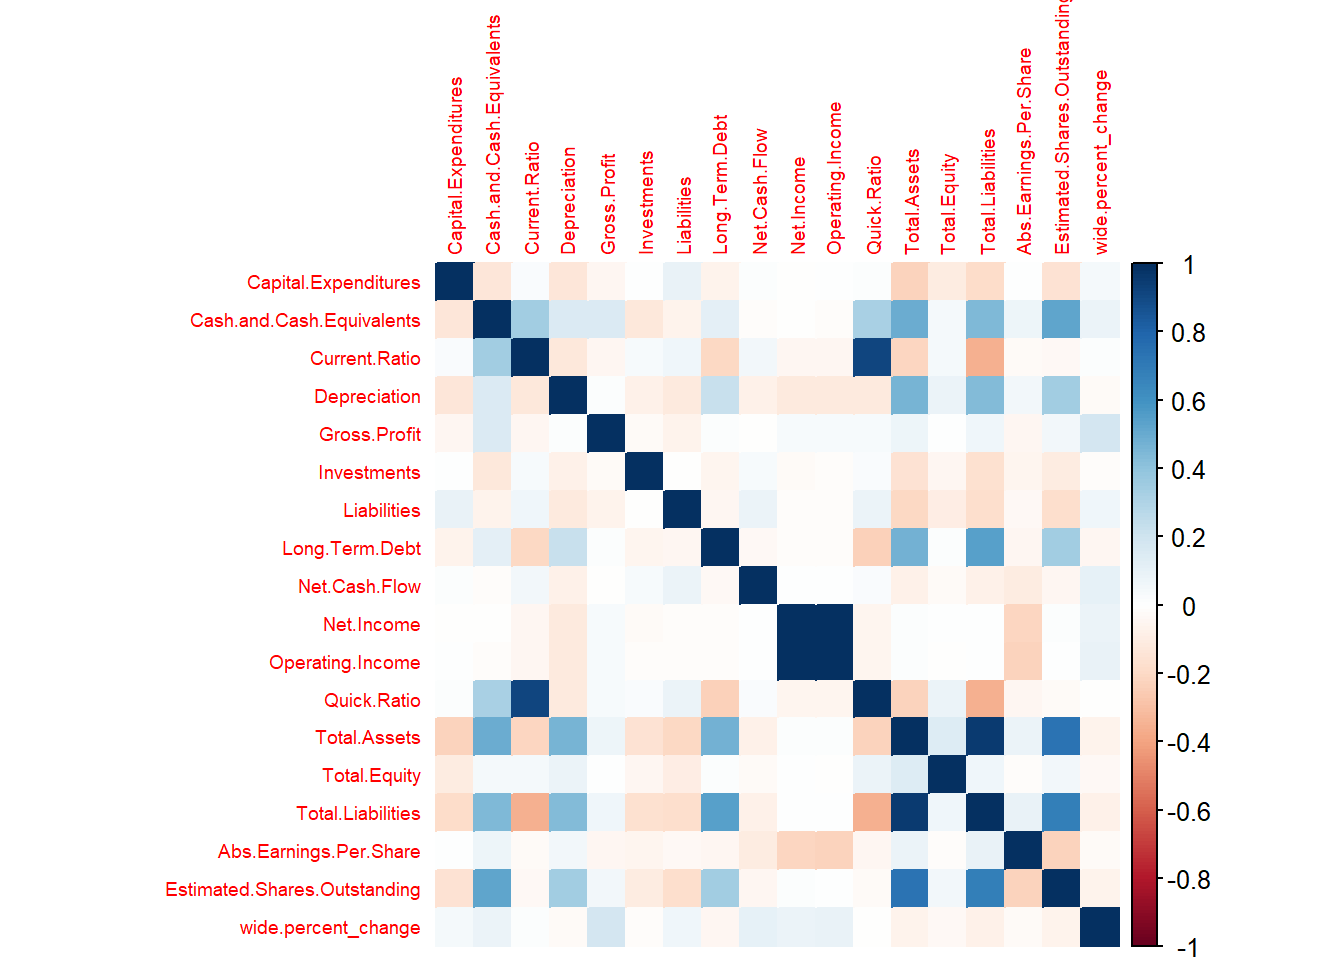 Capital.Expenditures
Cash.and.Cash.Equivalents
Current.Ratio
Depreciation
Gross.Profit
Investments
Liabilities
Long.Term.Debt
Net.Cash.Flow
Net.Income
Operating.Income
Quick.Ratio
Total.Assets
Total.Equity
Total.Liabilities
Abs.Earnings.Per.Share
Estimated.Shares.Outstanding
wide.percent_change
Capital.Expenditures
Cash.and.Cash.Equivalents
Current.Ratio
Depreciation
Gross.Profit
Investments
Liabilities
Long.Term.Debt
Net.Cash.Flow
Net.Income
Operating.Income
Quick.Ratio
Total.Assets
Total.Equity
Total.Liabilities
Abs.Earnings.Per.Share
Estimated.Shares.Outstanding
wide.percent_change
1
0.8
0.6
0.4
0.2
0
-0.2
-0.4
-0.6
-0.8
-1